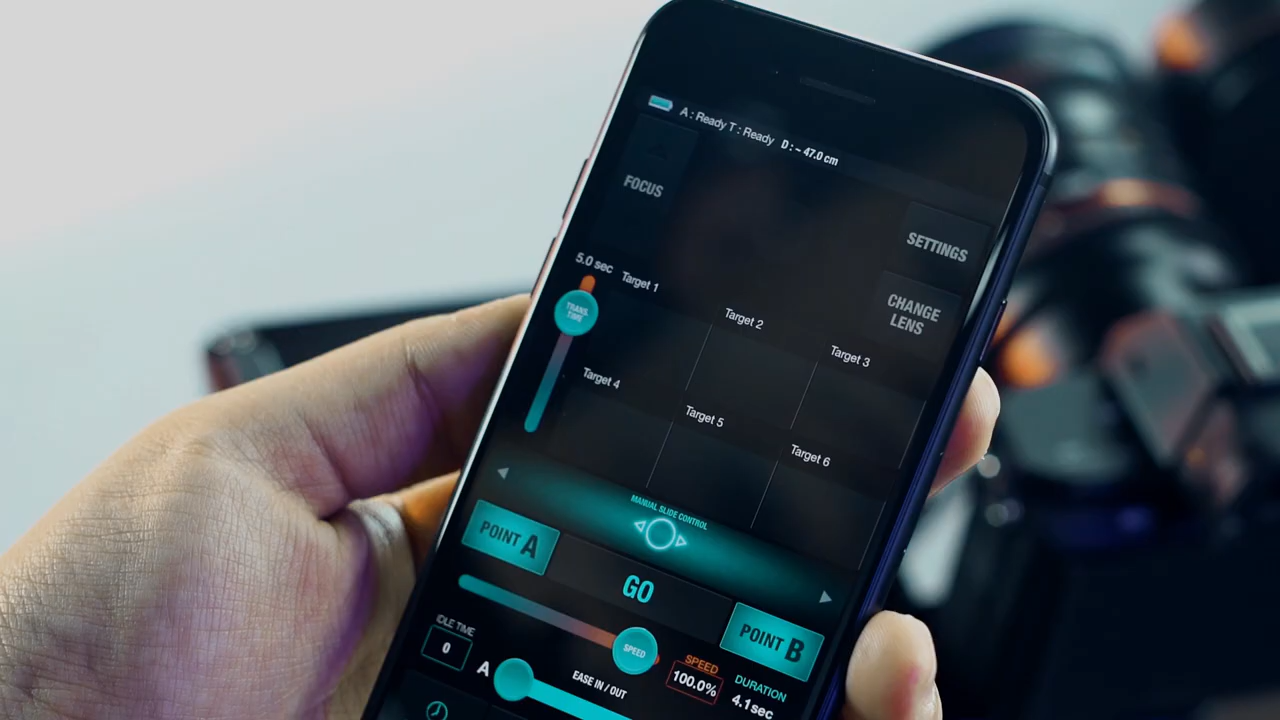 A : Ready T : Ready D : ~ 47.0 cm
FOCUS
SETTINGS
5.0 sec
Target 1
CHANGE
LENS
TRANS.
TIME
Target 2
Target 3
Target 4
Target 5
Target 6
MANUAL SLIDE CONTROL
POINT A
GO
POINT B
IDLE TIME
0
SPEED
SPEED
100.0%
A
EASE IN / OUT
DURATION
4.1sec